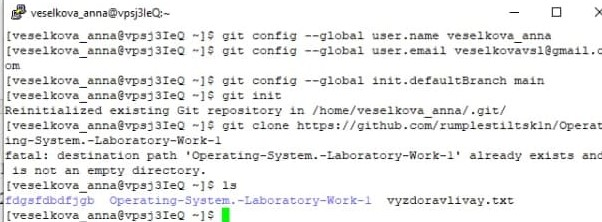 veselkova_anna@vpsj3IeQ:~
[veselkova_anna@vpsj3IeQ ~]$ git config --global user.name veselkova_anna
[veselkova_anna@vpsj3IeQ ~]$ git config --global user.email veselkovavsl@gmail.c
om
[veselkova_anna@vpsj3IeQ ~]$ git config --global init.defaultBranch main
[veselkova_anna@vpsj3IeQ ~]$ git init
Reinitialized existing Git repository in /home/veselkova_anna/.git/
[veselkova_anna@vpsj3IeQ ~]$ git clone https://github.com/rumplestiltskln/Operat
ing-System.-Laboratory-Work-1
fatal: destination path 'Operating-System.-Laboratory-Work-1' already exists and
is not an empty directory.
[veselkova_anna@vpsj3IeQ ~]$ ls
fdgsfdbdfjgb Operating-System.-Laboratory-Work-1 vyzdoravlivay.txt
[veselkova_anna@vpsj3IeQ ~]$